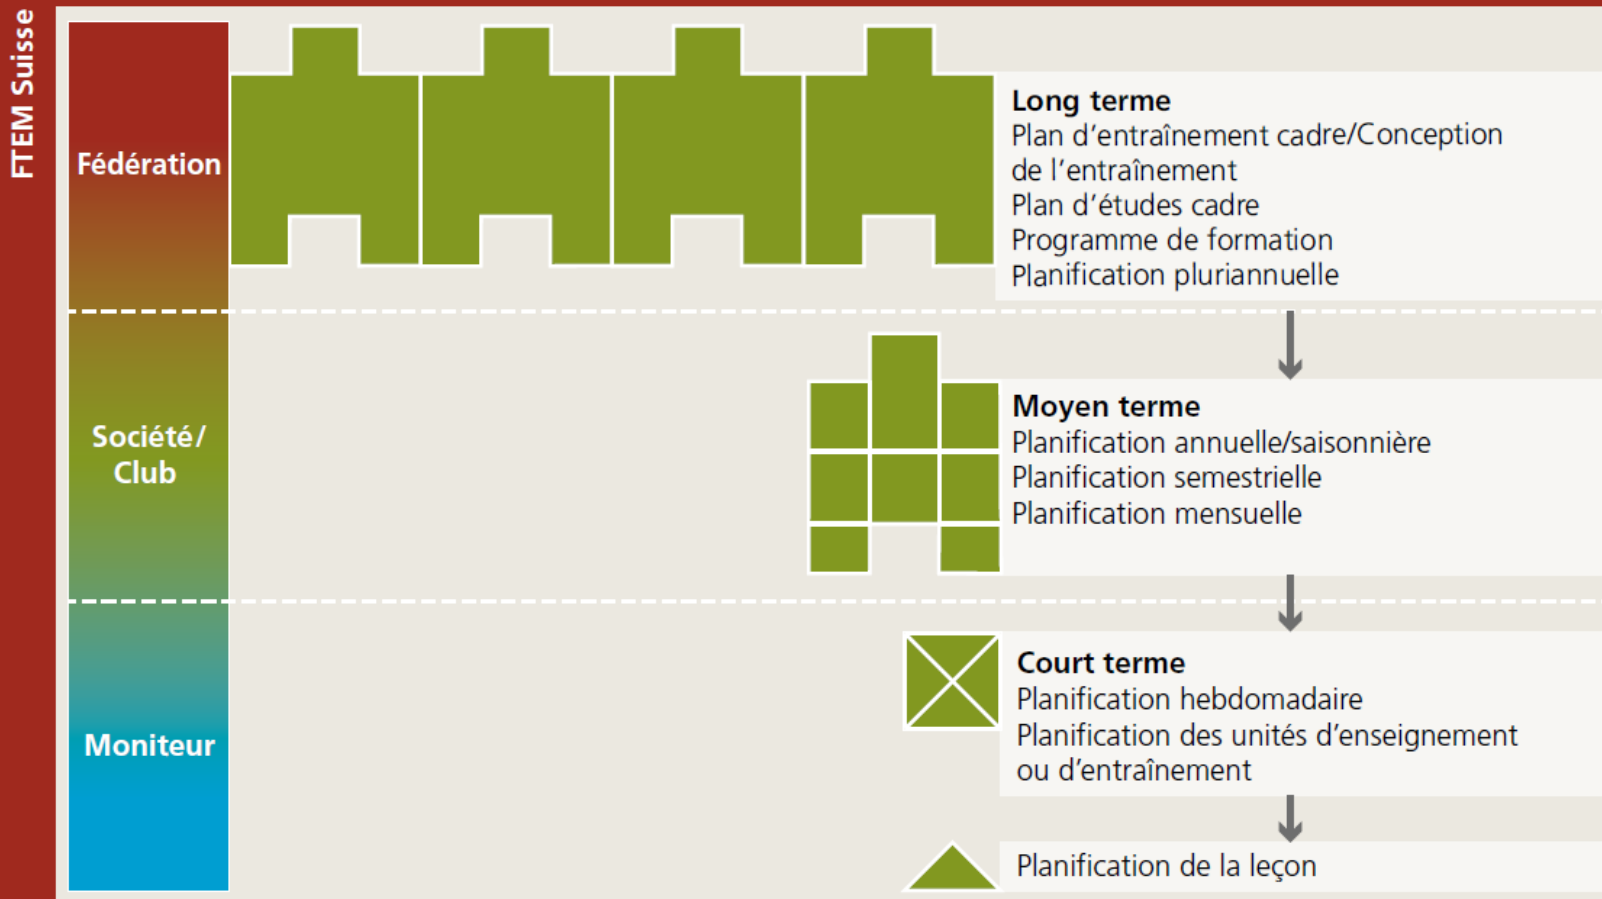 FTEM Suisse
Fédération
Long terme
Plan d’entraînement cadre/Conception
de l’entraînement
Plan d’études cadre
Programme de formation
Planification pluriannuelle
Société/
Club
Moyen terme
Planification annuelle/saisonnière
Planification semestrielle
Planification mensuelle
Moniteur
Court terme
Planification hebdomadaire
Planification des unités d’enseignement
ou d’entraînement
Planification de la leçon